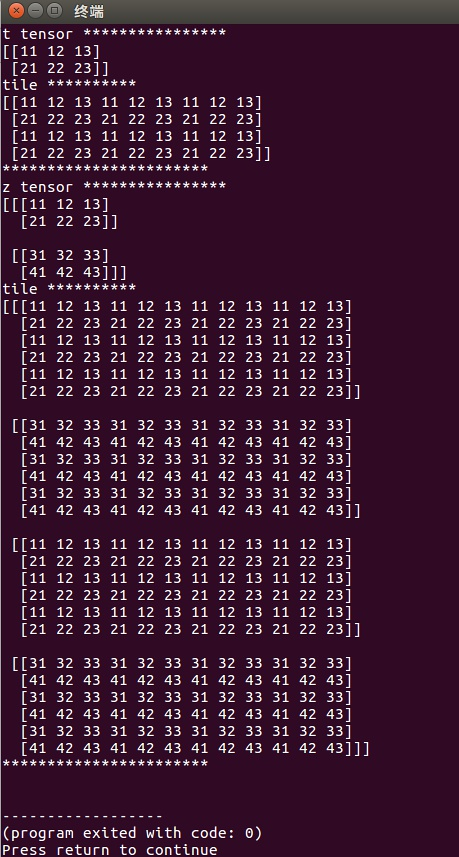 终端
t tensor ****************
[[11 12 13]
 [21 22 23]]
tile **********
[[11 12 13 11 12 13 11 12 13]
 [21 22 23 21 22 23 21 22 23]
 [11 12 13 11 12 13 11 12 13]
 [21 22 23 21 22 23 21 22 23]]
***********************
z tensor ****************
[[[11 12 13]
  [21 22 23]]

 [[31 32 33]
  [41 42 43]]]
tile **********
[[[11 12 13 11 12 13 11 12 13 11 12 13]
  [21 22 23 21 22 23 21 22 23 21 22 23]
  [11 12 13 11 12 13 11 12 13 11 12 13]
  [21 22 23 21 22 23 21 22 23 21 22 23]
  [11 12 13 11 12 13 11 12 13 11 12 13]
  [21 22 23 21 22 23 21 22 23 21 22 23]]

 [[31 32 33 31 32 33 31 32 33 31 32 33]
  [41 42 43 41 42 43 41 42 43 41 42 43]
  [31 32 33 31 32 33 31 32 33 31 32 33]
  [41 42 43 41 42 43 41 42 43 41 42 43]
  [31 32 33 31 32 33 31 32 33 31 32 33]
  [41 42 43 41 42 43 41 42 43 41 42 43]]

 [[11 12 13 11 12 13 11 12 13 11 12 13]
  [21 22 23 21 22 23 21 22 23 21 22 23]
  [11 12 13 11 12 13 11 12 13 11 12 13]
  [21 22 23 21 22 23 21 22 23 21 22 23]
  [11 12 13 11 12 13 11 12 13 11 12 13]
  [21 22 23 21 22 23 21 22 23 21 22 23]]

 [[31 32 33 31 32 33 31 32 33 31 32 33]
  [41 42 43 41 42 43 41 42 43 41 42 43]
  [31 32 33 31 32 33 31 32 33 31 32 33]
  [41 42 43 41 42 43 41 42 43 41 42 43]
  [31 32 33 31 32 33 31 32 33 31 32 33]
  [41 42 43 41 42 43 41 42 43 41 42 43]]]
***********************

------------------
(program exited with code: 0)
Press return to continue